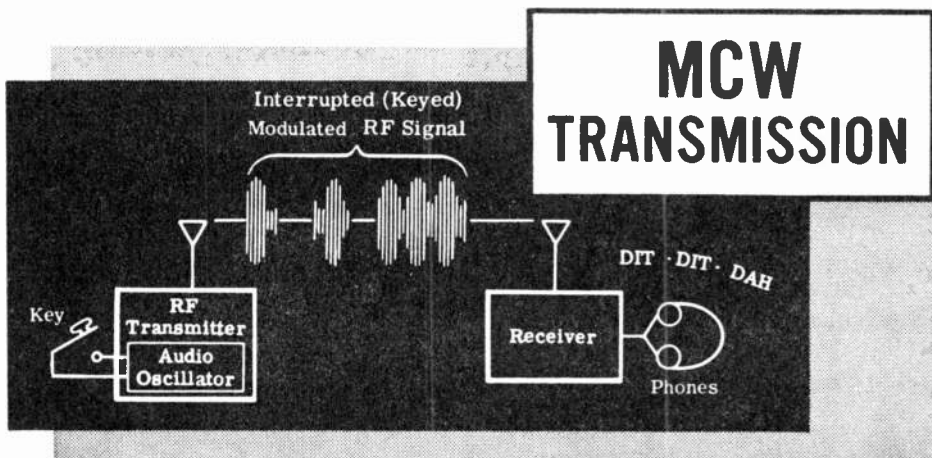 MCW
TRANSMISSION
Interrupted (Keyed)
Modulated RF Signal
DIT · DIT · DAH
Key
RF
Transmitter
Audio
Oscillator
Receiver
Phones